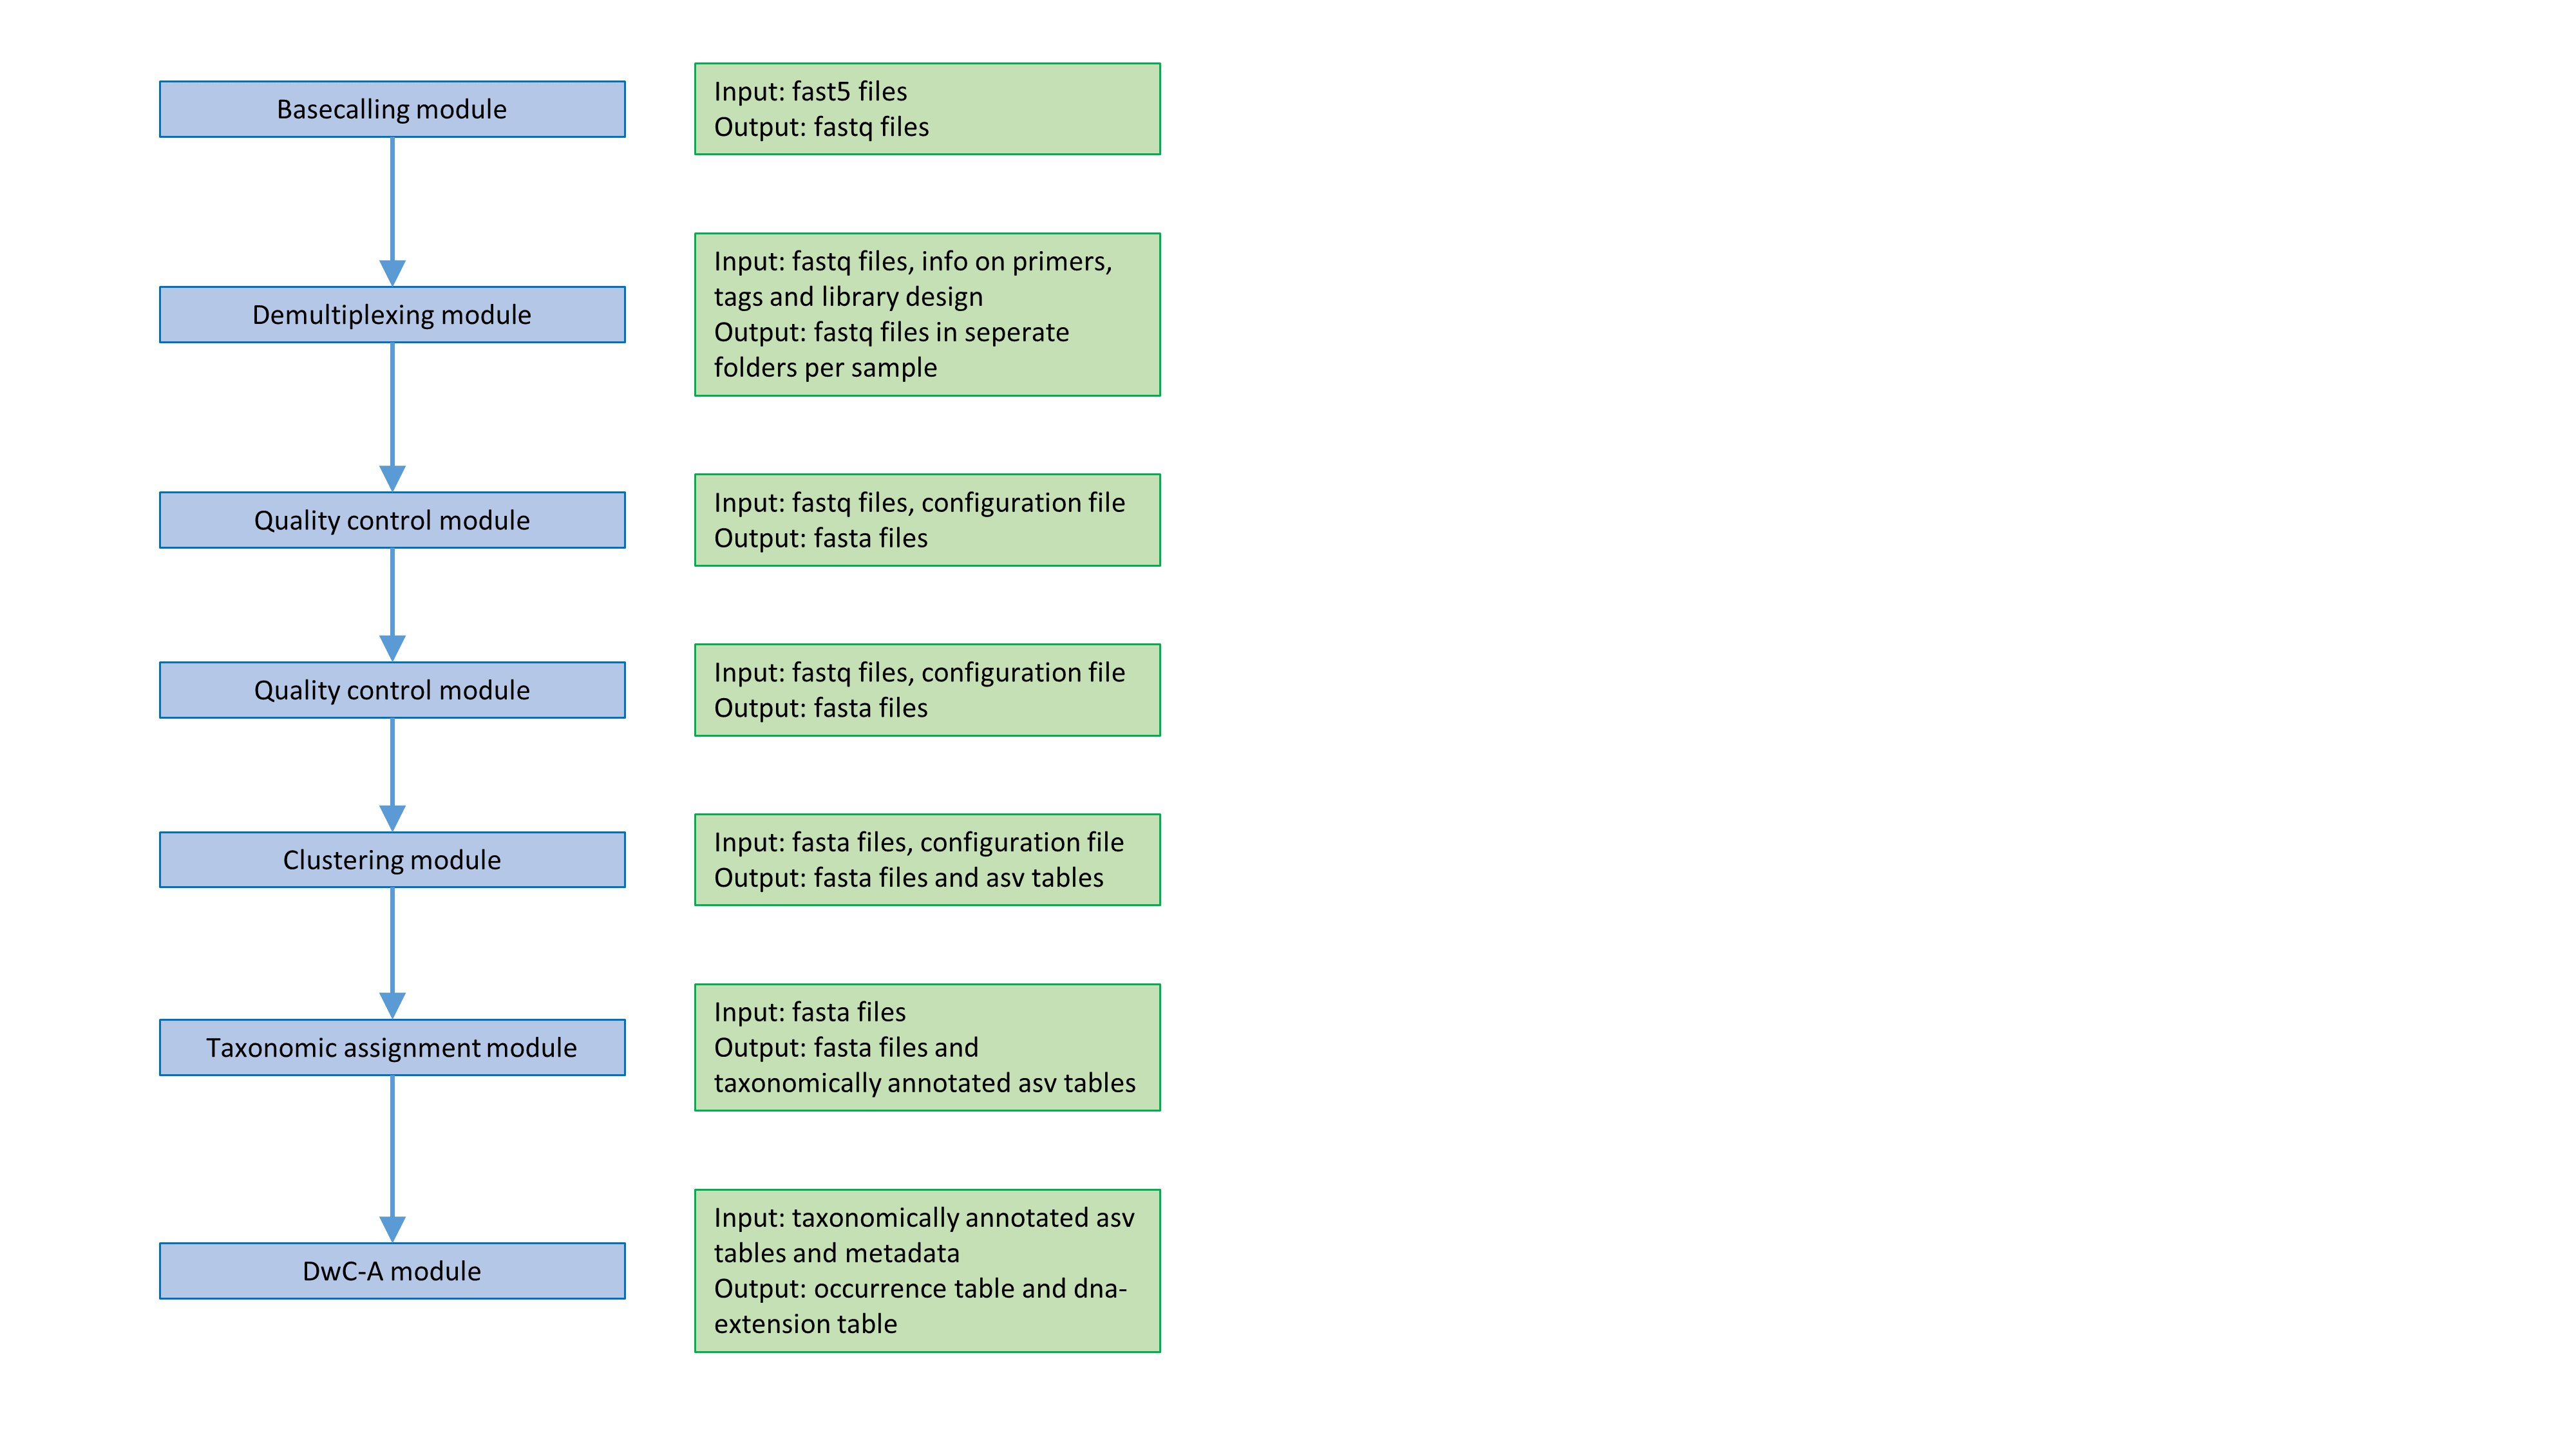 Basecalling module
Input: fast5 files
Output: fastq files
Demultiplexing module
Input: fastq files, info on primers,
tags and library design
Output: fastq files in seperate
folders per sample
Quality control module
Input: fastq files, configuration file
Output: fasta files
Quality control module
Input: fastq files, configuration file
Output: fasta files
Clustering module
Input: fasta files, configuration file
Output: fasta files and asv tables
Taxonomic assignment module
Input: fasta files
Output: fasta files and
taxonomically annotated asv tables
DwC-A module
Input: taxonomically annotated asv
tables and metadata
Output: occurrence table and dna-
extension table